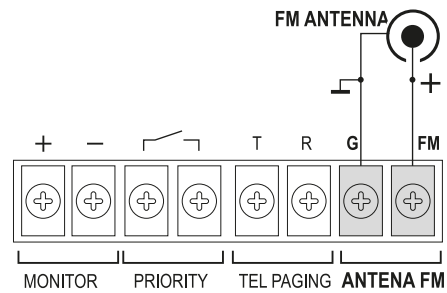 FM ANTENNA
+
+ − T R G FM
MONITOR PRIORITY TEL PAGING ANTENA FM